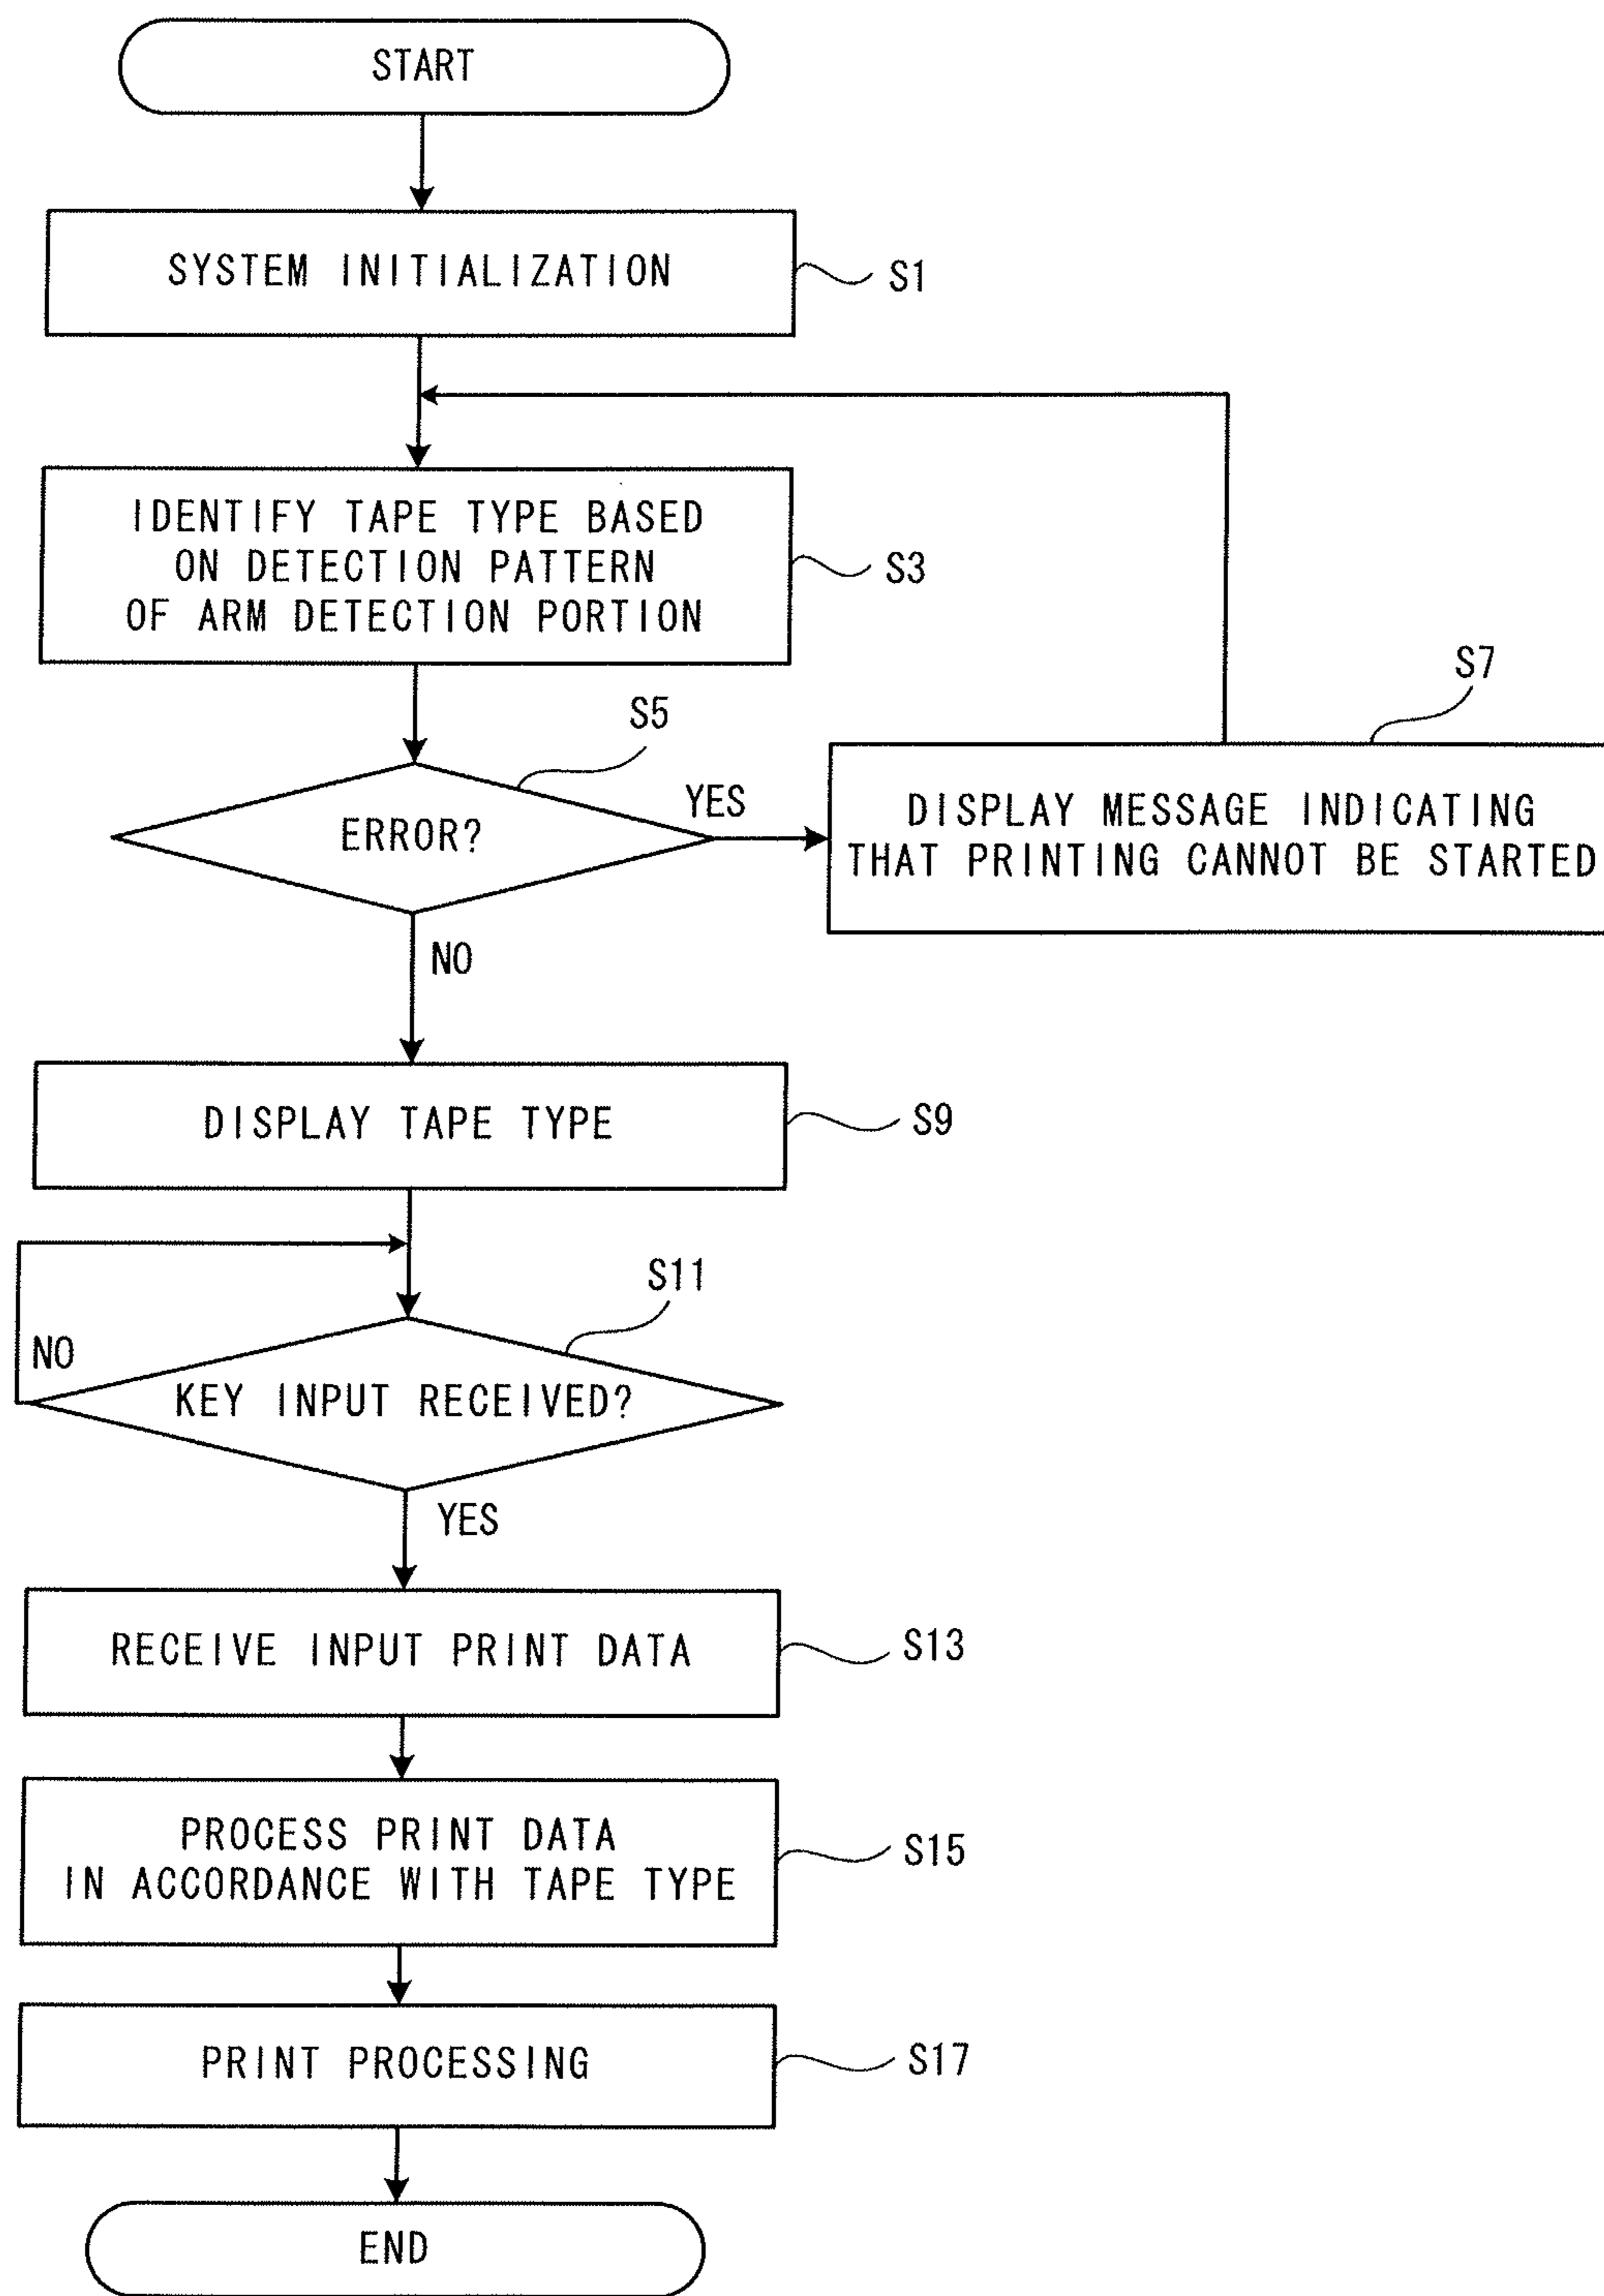 START
SYSTEM INITIALIZATION
S1
IDENTIFY TAPE TYPE BASED
ON DETECTION PATTERN
OF ARM DETECTION PORTION
S3
S5
ERROR?
YES
NO
S7
DISPLAY MESSAGE INDICATING
THAT PRINTING CANNOT BE STARTED
DISPLAY TAPE TYPE
S9
S11
NO
KEY INPUT RECEIVED?
YES
RECEIVE INPUT PRINT DATA
S13
PROCESS PRINT DATA
IN ACCORDANCE WITH TAPE TYPE
S15
PRINT PROCESSING
S17
END